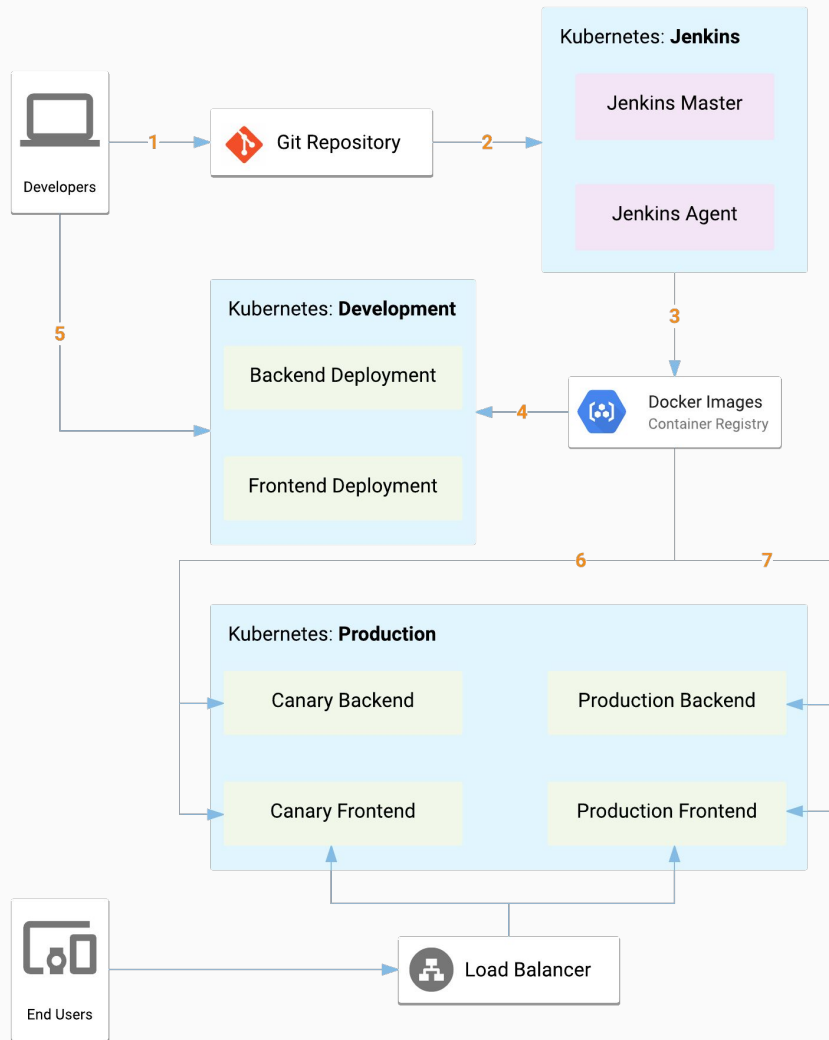 Kubernetes: Jenkins
Jenkins Master
Developers
1
Git Repository
2
Jenkins Agent
3
5
Kubernetes: Development
Backend Deployment
4
Docker Images
Container Registry
Frontend Deployment
6
7
Kubernetes: Production
Canary Backend
Production Backend
Canary Frontend
Production Frontend
Load Balancer
End Users